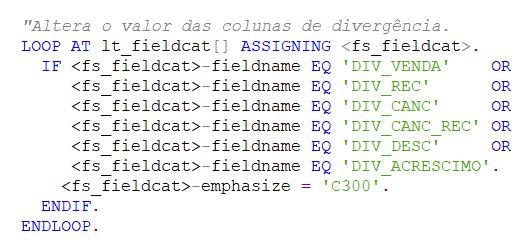 "Altera o valor das colunas de divergência.
LOOP AT lt_fieldcat[] ASSIGNING <fs_fieldcat>.
IF <fs_fieldcat>-fieldname EQ 'DIV_VENDA' OR
<fs_fieldcat>-fieldname EQ 'DIV_REC' OR
<fs_fieldcat>-fieldname EQ 'DIV_CANC' OR
<fs_fieldcat>-fieldname EQ 'DIV_CANC_REC' OR
<fs_fieldcat>-fieldname EQ 'DIV_DESC' OR
<fs_fieldcat>-fieldname EQ 'DIV_ACRESCIMO'.
<fs_fieldcat>-emphasize = 'C300'.
ENDIF.
ENDLOOP.